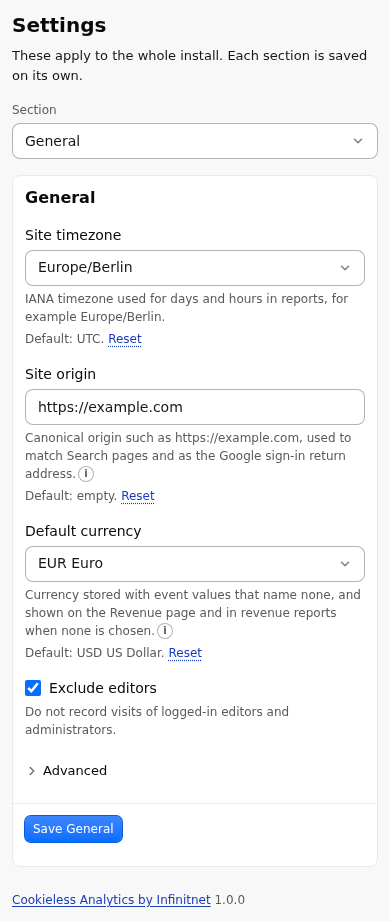 Settings
These apply to the whole install. Each section is saved
on its own.
Section
General
General
Site timezone
Europe/Berlin
IANA timezone used for days and hours in reports, for
example Europe/Berlin.
Default: UTC. Reset
Site origin
https://example.com
Canonical origin such as https://example.com, used to
match Search pages and as the Google sign-in return
address. i
Default: empty. Reset
Default currency
EUR Euro
Currency stored with event values that name none, and
shown on the Revenue page and in revenue reports
when none is chosen. i
Default: USD US Dollar. Reset
Exclude editors
Do not record visits of logged-in editors and
administrators.
Advanced
Save General
Cookieless Analytics by Infinitnet 1.0.0